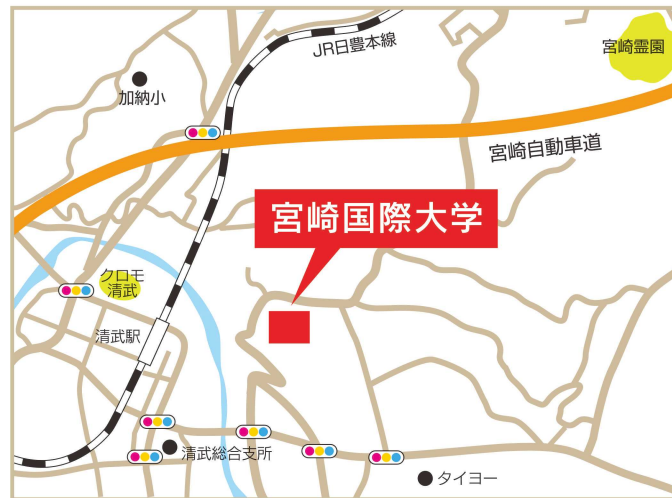 JR日豊本線
宮崎霊園
加納小
宮崎自動車道
宮崎国際大学
クロモ
清武
清武駅
清武総合支所
タイヨー